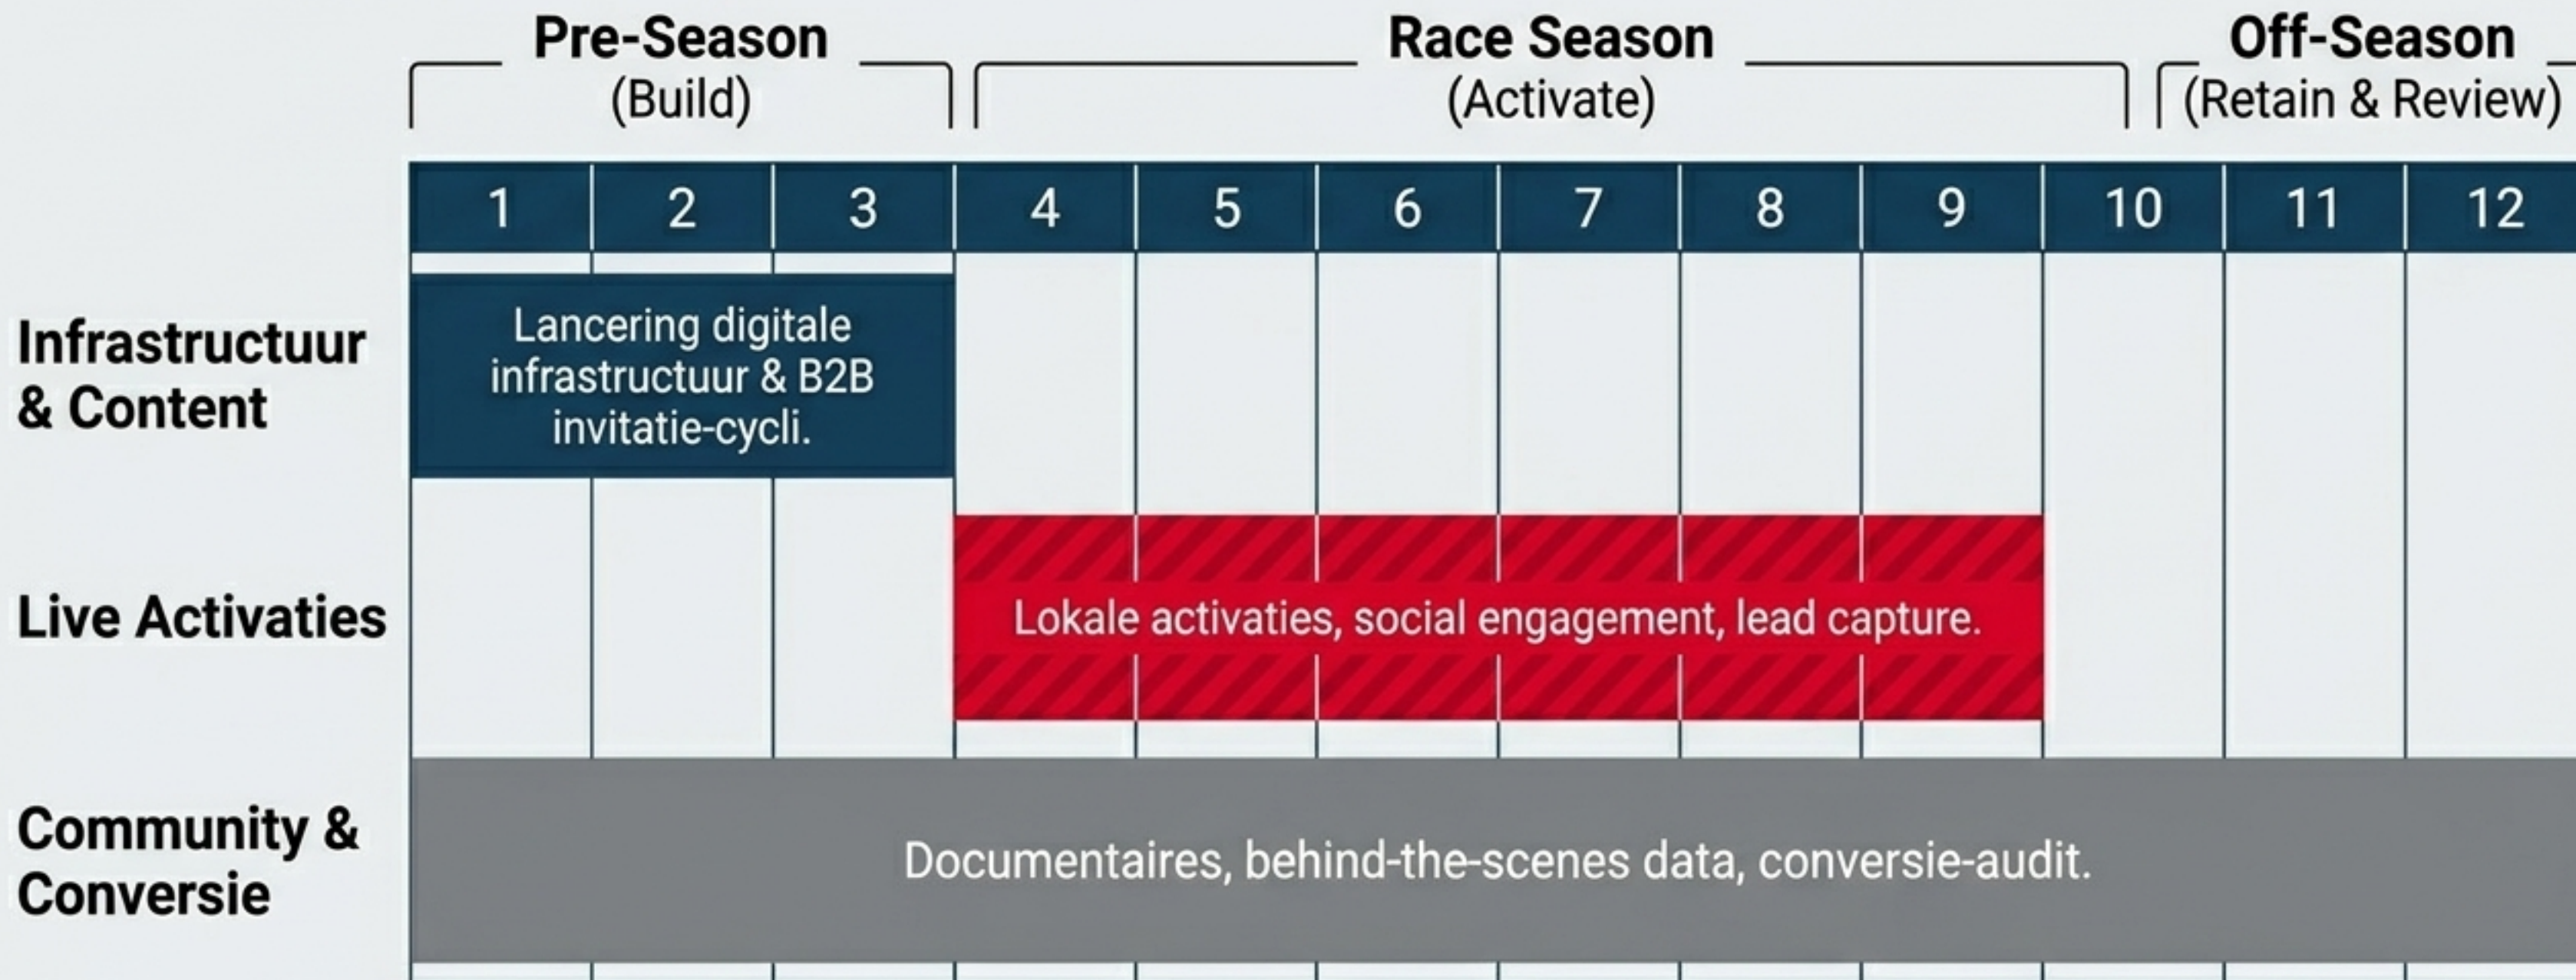 Pre-Season
(Build)
Race Season
(Activate)
Off-Season
(Retain & Review)
1 2 3 4 5 6 7 8 9 10 11 12
Infrastructuur
& Content
Lancering digitale
infrastructuur & B2B
invitatie-cycli.
Live Activaties
Lokale activaties, social engagement, lead capture.
Community &
Conversie
Documentaires, behind-the-scenes data, conversie-audit.